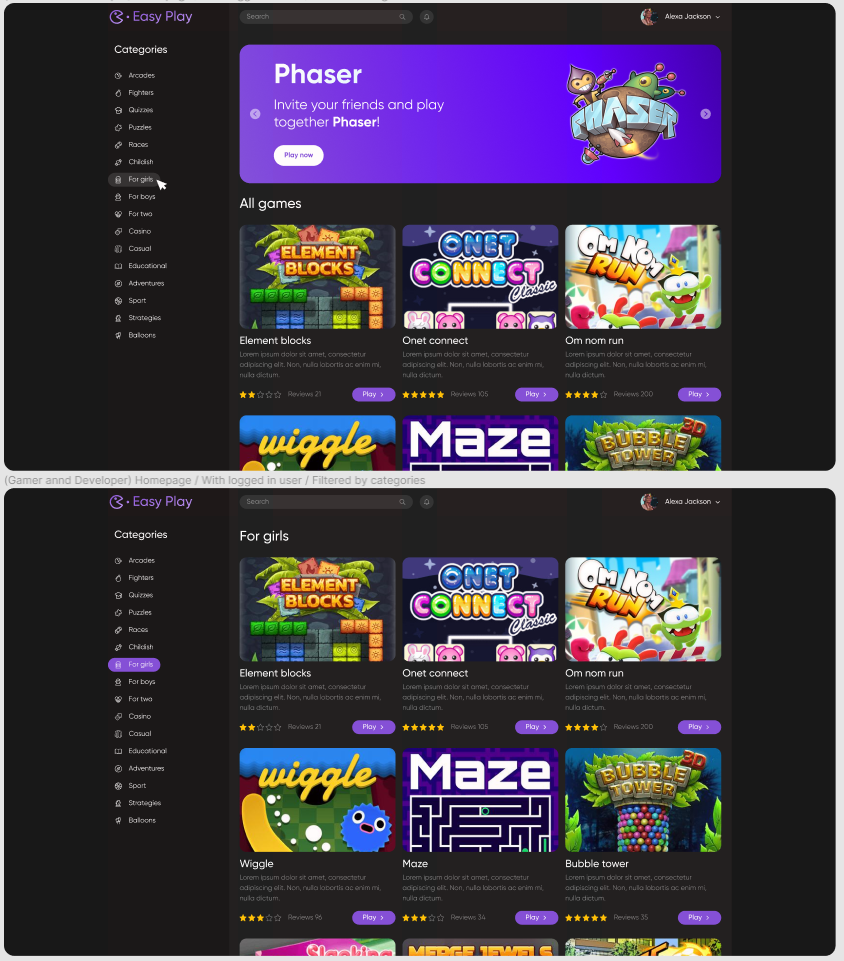 Easy Play
Search
Alexa Jackson
Categories
Arcades
Fighters
Quizzes
Puzzles
Races
Childish
For girls
For boys
For two
Casino
Casual
Educational
Adventures
Sport
Strategies
Balloons
Phaser
Invite your friends and play
together Phaser!
Play now
PHASER
All games
ELEMENT
BLOCKS
ONET
CONNECT
Classic
OM NOM
RUN
Element blocks
Onet connect
Om nom run
Lorem ipsum dolor sit amet, consectetur
adipiscing elit. Non, nulla lobortis ac enim mi,
nulla dictum.
Lorem ipsum dolor sit amet, consectetur
adipiscing elit. Non, nulla lobortis ac enim mi,
nulla dictum.
Lorem ipsum dolor sit amet, consectetur
adipiscing elit. Non, nulla lobortis ac enim mi,
nulla dictum.
Reviews 21
Play
Reviews 105
Play
Reviews 200
Play
wiggle
Maze
BUBBLE
TOWER
3D
(Gamer annd Developer) Homepage / With logged in user / Filtered by categories
Easy Play
Search
Alexa Jackson
Categories
Arcades
Fighters
Quizzes
Puzzles
Races
Childish
For girls
For boys
For two
Casino
Casual
Educational
Adventures
Sport
Strategies
Balloons
For girls
ELEMENT
BLOCKS
ONET
CONNECT
Classic
OM NOM
RUN
Element blocks
Onet connect
Om nom run
Lorem ipsum dolor sit amet, consectetur
adipiscing elit. Non, nulla lobortis ac enim mi,
nulla dictum.
Lorem ipsum dolor sit amet, consectetur
adipiscing elit. Non, nulla lobortis ac enim mi,
nulla dictum.
Lorem ipsum dolor sit amet, consectetur
adipiscing elit. Non, nulla lobortis ac enim mi,
nulla dictum.
Reviews 21
Play
Reviews 105
Play
Reviews 200
Play
wiggle
Maze
BUBBLE
TOWER
3D
Wiggle
Maze
Bubble tower
Lorem ipsum dolor sit amet, consectetur
adipiscing elit. Non, nulla lobortis ac enim mi,
nulla dictum.
Lorem ipsum dolor sit amet, consectetur
adipiscing elit. Non, nulla lobortis ac enim mi,
nulla dictum.
Lorem ipsum dolor sit amet, consectetur
adipiscing elit. Non, nulla lobortis ac enim mi,
nulla dictum.
Reviews 96
Play
Reviews 34
Play
Reviews 35
Play
MERGE JEWELS